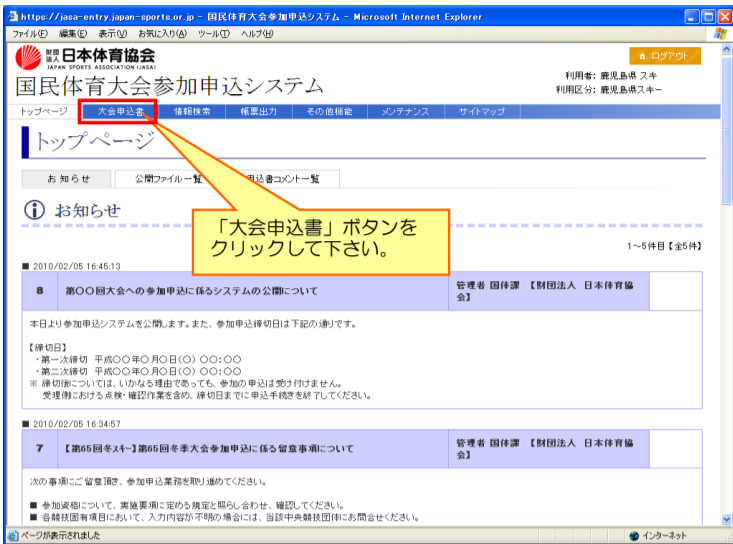 https://jasa-entry.japan-sports.or.jp - 国民体育大会参加申込システム - Microsoft Internet Explorer
ファイル(F) 編集(E) 表示(V) お気に入り(A) ツール(T) ヘルプ(H)
財団法人 日本体育協会
JAPAN SPORTS ASSOCIATION (JASA)
ログアウト
国民体育大会参加申込システム
利用者: 鹿児島県 スキ
利用区分: 鹿児島県スキー
トップページ 大会申込書 情報検索 帳票出力 その他機能 メンテナンス サイトマップ
トップページ
お知らせ 公開ファイル一覧 申込書コメント一覧
お知らせ
「大会申込書」ボタンを
クリックして下さい。
1～5件目【全5件】
■ 2010/02/05 16:45:13
8 第〇〇回大会への参加申込に係るシステムの公開について 管理者 国体課 【財団法人 日本体育協会】
本日より参加申込システムを公開します。また、参加申込締切日は下記の通りです。
【締切日】
・第一次締切 平成〇〇年〇月〇日(〇) 〇〇:〇〇
・第二次締切 平成〇〇年〇月〇日(〇) 〇〇:〇〇
※ 締切後については、いかなる理由であっても、参加の申込は受け付けません。
受理側における点検・確認作業を含め、締切日までに申込手続きを終了してください。
■ 2010/02/05 16:34:57
7 【第65回冬スキー】第65回冬季大会参加申込に係る留意事項について 管理者 国体課 【財団法人 日本体育協会】
次の事項にご留意頂き、参加申込業務を取り進めてください。
■ 参加資格について、実施要項に定める規定と照らし合わせ、確認してください。
■ 各競技固有項目において、入力内容が不明の場合には、当該中央競技団体にお問合せください。
ページが表示されました
インターネット